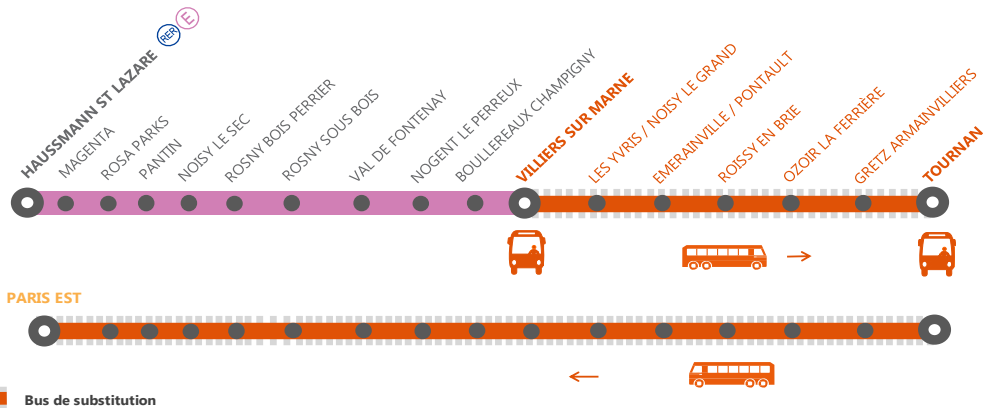 RER E
HAUSSMANN ST LAZARE
MAGENTA
ROSA PARKS
PANTIN
NOISY LE SEC
ROSNY BOIS PERRIER
ROSNY SOUS BOIS
VAL DE FONTENAY
NOGENT LE PERREUX
BOULLEREAUX CHAMPIGNY
VILLIERS SUR MARNE
LES YVRIS / NOISY LE GRAND
EMERAINVILLE / PONTAULT
ROISSY EN BRIE
OZOIR LA FERRIÈRE
GRETZ ARMAINVILLIERS
TOURNAN
PARIS EST
Bus de substitution